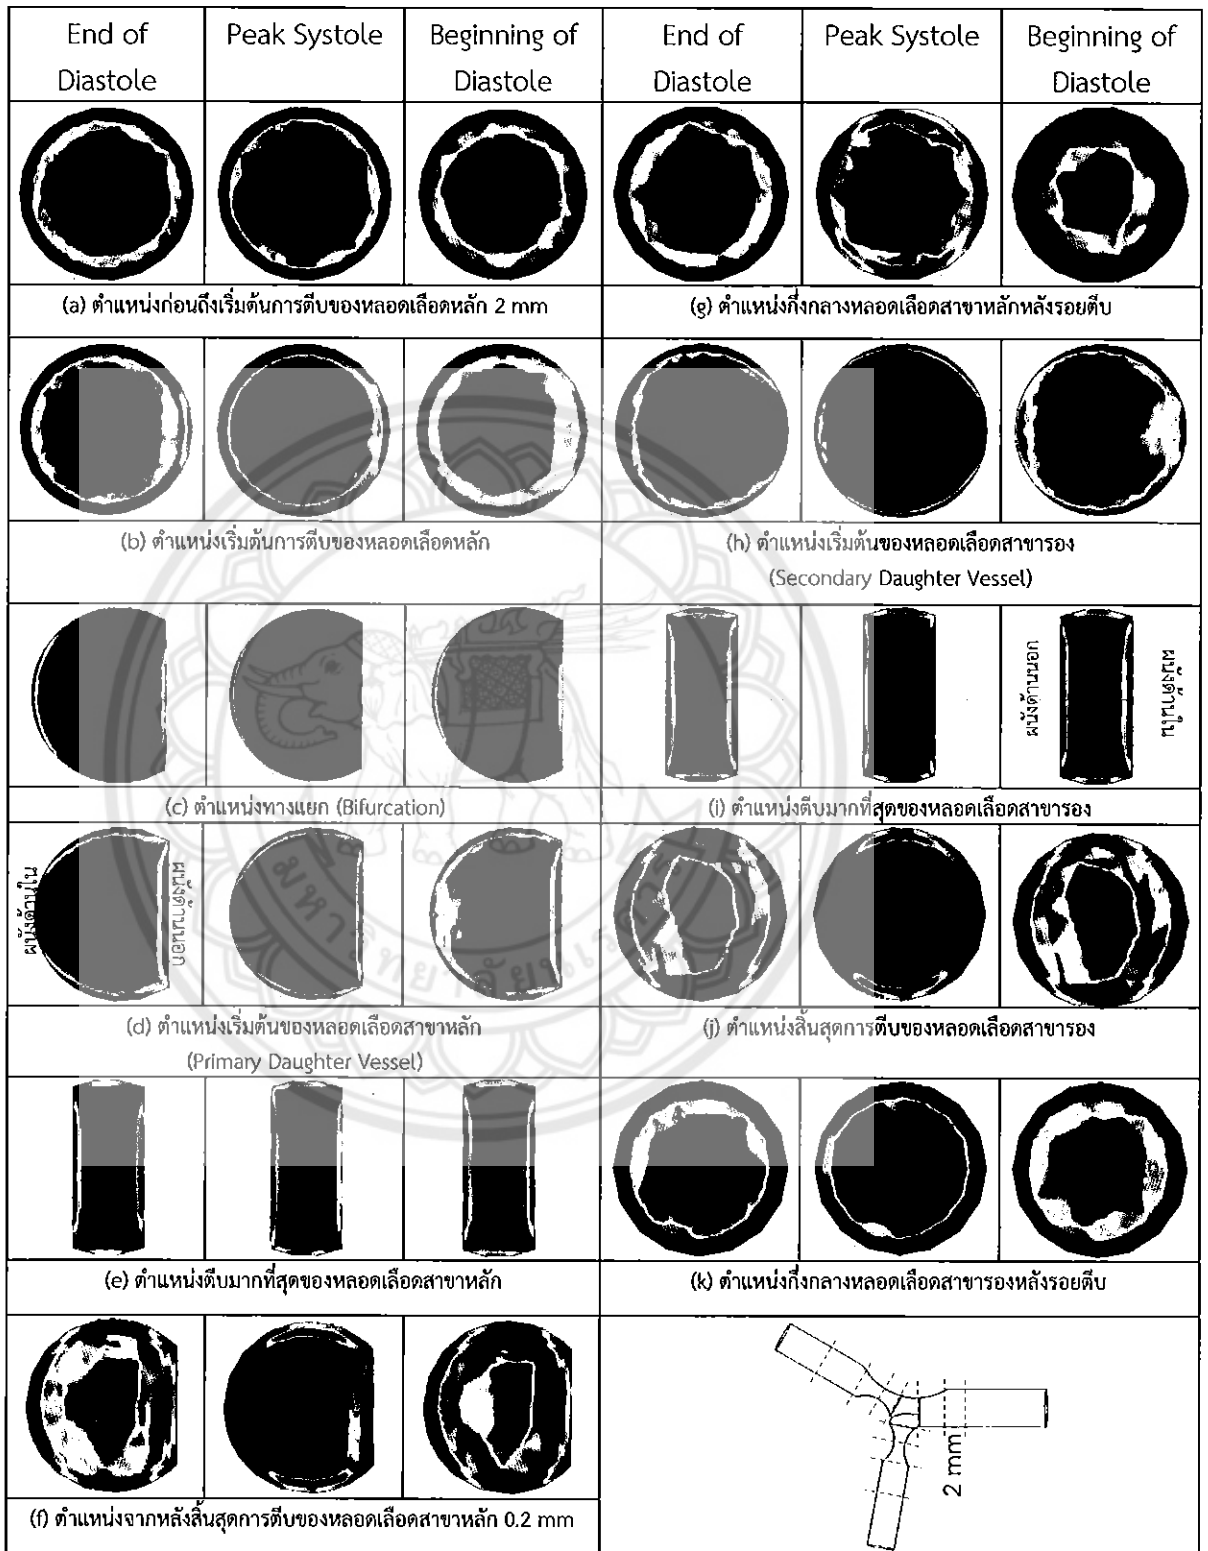 End of Diastole
Peak Systole
Beginning of Diastole
End of Diastole
Peak Systole
Beginning of Diastole
(a) ตำแหน่งก่อนถึงเริ่มต้นการตีบของหลอดเลือดหลัก 2 mm
(g) ตำแหน่งกึ่งกลางหลอดเลือดสาขาหลักหลังรอยตีบ
(b) ตำแหน่งเริ่มต้นการตีบของหลอดเลือดหลัก
(h) ตำแหน่งเริ่มต้นของหลอดเลือดสาขารอง
(Secondary Daughter Vessel)
ผนังด้านนอก
ผนังด้านใน
(c) ตำแหน่งทางแยก (Bifurcation)
(i) ตำแหน่งตีบมากที่สุดของหลอดเลือดสาขารอง
ผนังด้านใน
ผนังด้านนอก
มหาวิทยาลัยนเรศวร
(d) ตำแหน่งเริ่มต้นของหลอดเลือดสาขาหลัก
(Primary Daughter Vessel)
(j) ตำแหน่งสิ้นสุดการตีบของหลอดเลือดสาขารอง
(e) ตำแหน่งตีบมากที่สุดของหลอดเลือดสาขาหลัก
(k) ตำแหน่งกึ่งกลางหลอดเลือดสาขารองหลังรอยตีบ
2 mm
(f) ตำแหน่งจากหลังสิ้นสุดการตีบของหลอดเลือดสาขาหลัก 0.2 mm